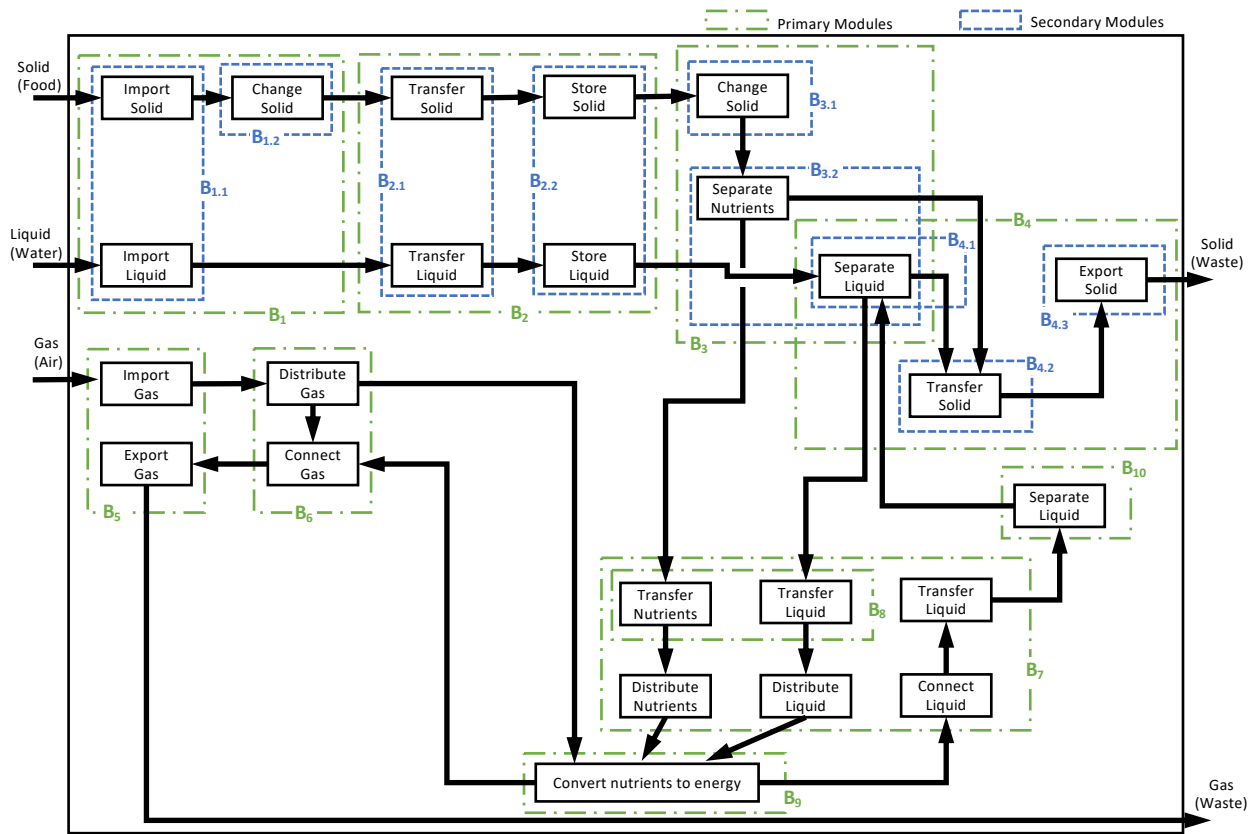 Primary Modules
Secondary Modules
Solid
(Food)
Import
Solid
Change
Solid
Transfer
Solid
Store
Solid
Change
Solid
B3.1
B1.2
B1.1
B2.1
B2.2
B3.2
Separate
Nutrients
B4
Liquid
(Water)
Import
Liquid
Transfer
Liquid
Store
Liquid
Separate
Liquid
B4.1
Export
Solid
Solid
(Waste)
B4.3
B1
B2
B3
Gas
(Air)
Import
Gas
Distribute
Gas
B4.2
Transfer
Solid
Export
Gas
Connect
Gas
B5
B6
B10
Separate
Liquid
Transfer
Nutrients
Transfer
Liquid
B8
Transfer
Liquid
B7
Distribute
Nutrients
Distribute
Liquid
Connect
Liquid
Convert nutrients to energy
B9
Gas
(Waste)